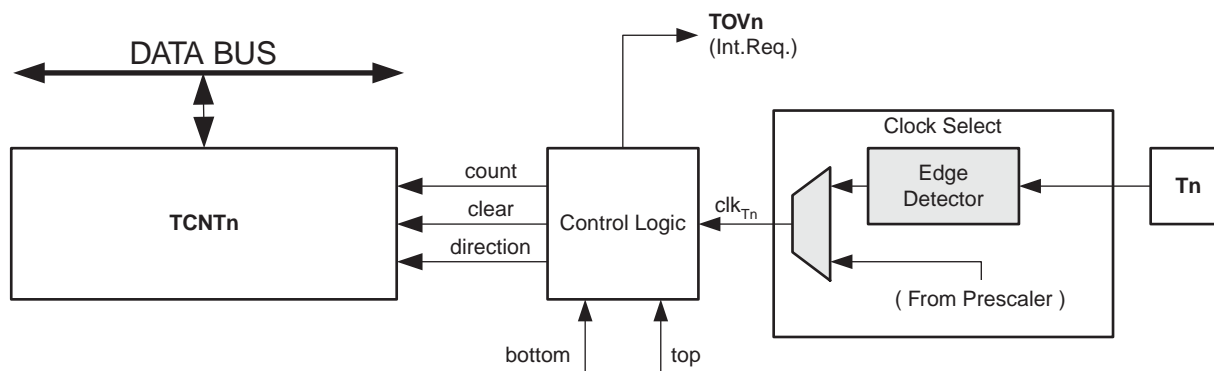 TOVn
(Int.Req.)
DATA BUS
Clock Select
count
Edge
Detector
Tn
clear
TCNTn
Control Logic
clkTn
direction
( From Prescaler )
bottom
top